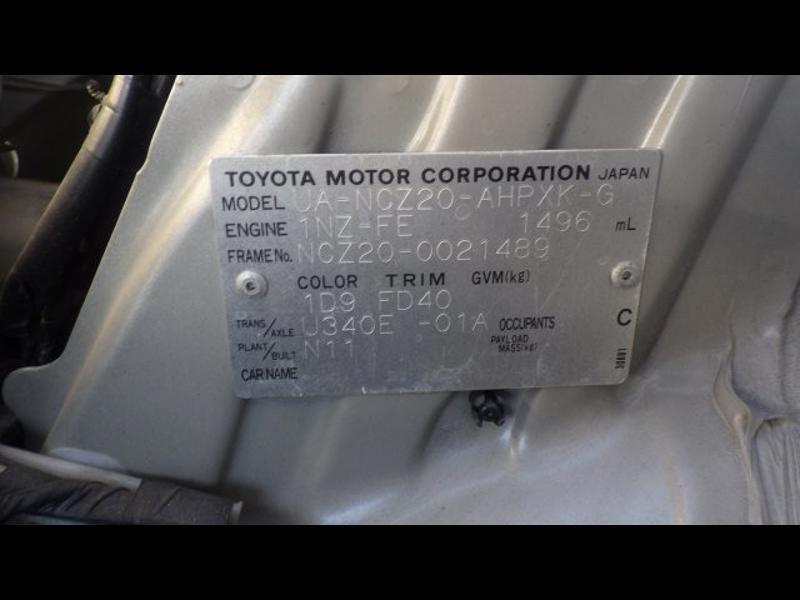 TOYOTA MOTOR CORPORATION JAPAN
MODEL UA-NCZ20-AHPXK-G
ENGINE 1NZ-FE 1496 mL
FRAME No. NCZ20-0021489
COLOR TRIM GVM(kg)
1D9 FD40
TRANS/AXLE U340E -01A OCCUPANTS C
PLANT/BUILT N11 PAYLOAD MASS(kg)
CAR NAME